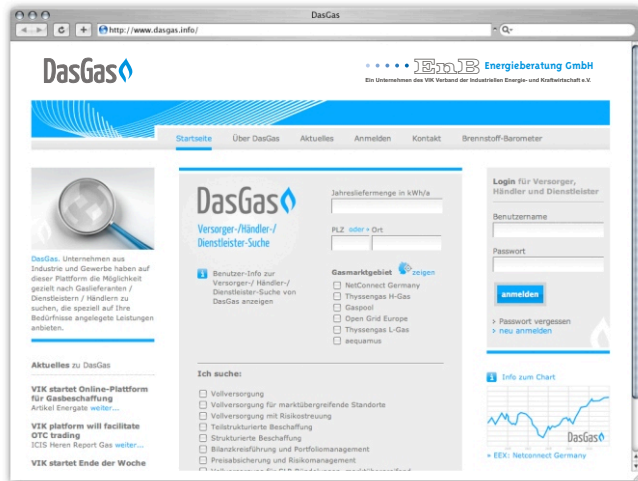 DasGas
http://www.dasgas.info/
DasGas
EnB Energieberatung GmbH
Ein Unternehmen des VIK Verband der Industriellen Energie- und Kraftwirtschaft e.V.
Startseite Über DasGas Aktuelles Anmelden Kontakt Brennstoff-Barometer
DasGas. Unternehmen aus
Industrie und Gewerbe haben auf
dieser Plattform die Möglichkeit
gezielt nach Gaslieferanten /
Dienstleistern / Händlern zu
suchen, die speziell auf Ihre
Bedürfnisse angelegete Leistungen
anbieten.
Aktuelles zu DasGas
VIK startet Online-Plattform
für Gasbeschaffung
Artikel Energate weiter...
VIK platform will facilitate
OTC trading
ICIS Heren Report Gas weiter...
VIK startet Ende der Woche
DasGas
Versorger-/Händler-/
Dienstleister-Suche
Benutzer-Info zur
Versorger-/ Händler-/
Dienstleister-Suche von
DasGas anzeigen
Jahresliefermenge in kWh/a
PLZ oder > Ort
Gasmarktgebiet zeigen
NetConnect Germany
Thyssengas H-Gas
Gaspool
Open Grid Europe
Thyssengas L-Gas
aequamus
Ich suche:
Vollversorgung
Vollversorgung für marktübergreifende Standorte
Vollversorgung mit Risikostreuung
Teilstrukturierte Beschaffung
Strukturierte Beschaffung
Bilanzkreisführung und Portfoliomanagement
Preisabsicherung und Risikomanagement
Login für Versorger,
Händler und Dienstleister
Benutzername
Passwort
anmelden
> Passwort vergessen
> neu anmelden
i Info zum Chart
DasGas
» EEX: Netconnect Germany